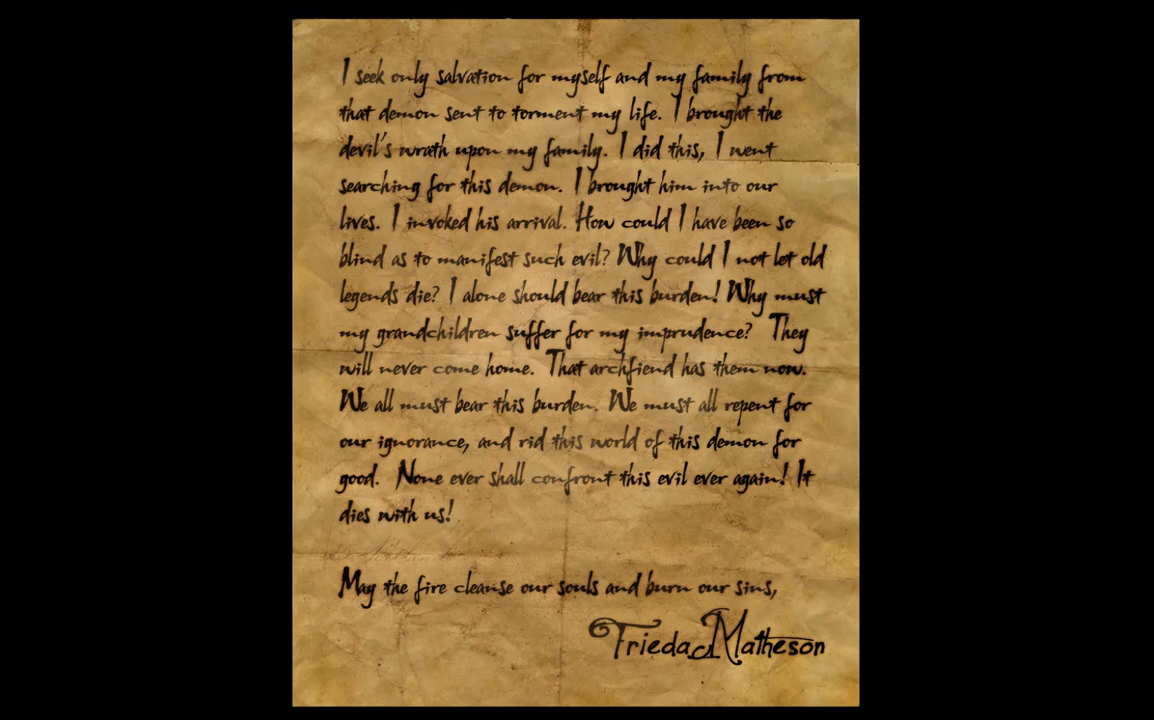 I seek only salvation for myself and my family from
that demon sent to torment my life. I brought the
devil's wrath upon my family. I did this, I went
searching for this demon. I brought him into our
lives. I invoked his arrival. How could I have been so
blind as to manifest such evil? Why could I not let old
legends die? I alone should bear this burden! Why must
my grandchildren suffer for my imprudence? They
will never come home. That archfiend has them now.
We all must bear this burden. We must all repent for
our ignorance, and rid this world of this demon for
good. None ever shall confront this evil ever again! It
dies with us!
May the fire cleanse our souls and burn our sins,
Frieda Matheson